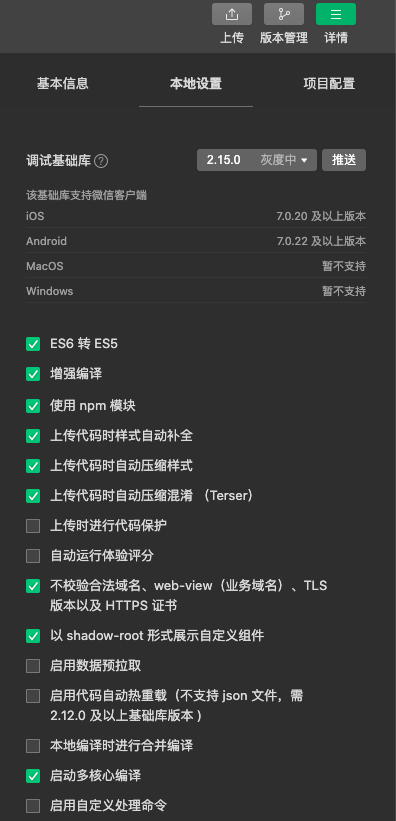 上传 版本管理 详情
基本信息 本地设置 项目配置
调试基础库 ? 2.15.0 灰度中 推送
该基础库支持微信客户端
iOS 7.0.20 及以上版本
Android 7.0.22 及以上版本
MacOS 暂不支持
Windows 暂不支持
ES6 转 ES5
增强编译
使用 npm 模块
上传代码时样式自动补全
上传代码时自动压缩样式
上传代码时自动压缩混淆 （Terser）
上传时进行代码保护
自动运行体验评分
不校验合法域名、web-view（业务域名）、TLS
版本以及 HTTPS 证书
以 shadow-root 形式展示自定义组件
启用数据预拉取
启用代码自动热重载（不支持 json 文件，需
2.12.0 及以上基础库版本 )
本地编译时进行合并编译
启动多核心编译
启用自定义处理命令